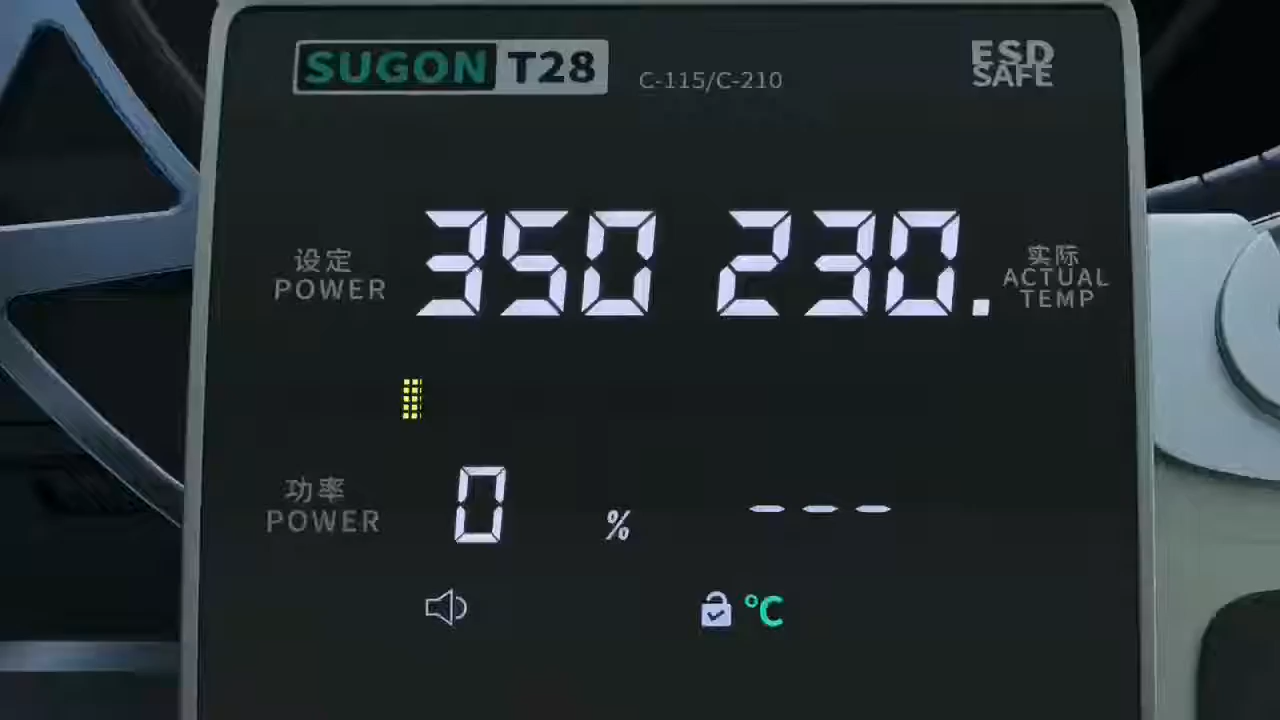 SUGON T28 C-115/C-210 ESD SAFE
设定
POWER
350 230.
实际
ACTUAL
TEMP
功率
POWER
0 % ---
°C